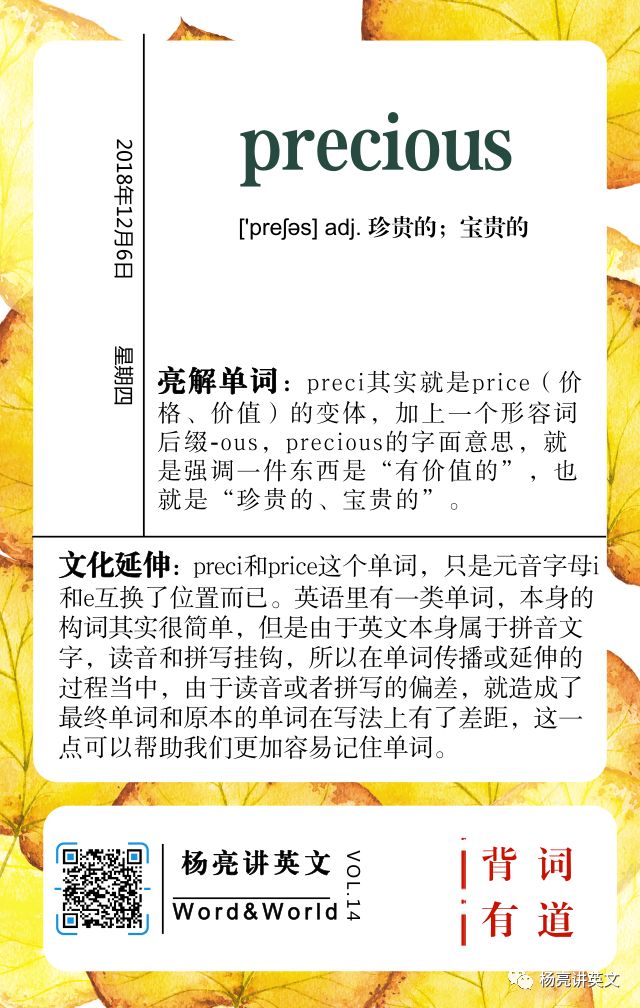 precious
['preʃəs] adj. 珍贵的；宝贵的
2018年12月6日
星期四
亮解单词：preci其实就是price（价
格、价值）的变体，加上一个形容词
后缀-ous，precious的字面意思，就
是强调一件东西是“有价值的”，也
就是“珍贵的、宝贵的”。
文化延伸：preci和price这个单词，只是元音字母i
和e互换了位置而已。英语里有一类单词，本身的
构词其实很简单，但是由于英文本身属于拼音文
字，读音和拼写挂钩，所以在单词传播或延伸的
过程当中，由于读音或者拼写的偏差，就造成了
最终单词和原本的单词在写法上有了差距，这一
点可以帮助我们更加容易记住单词。
杨亮讲英文
Word&World
VOL.14
背词
有道
杨亮讲英文